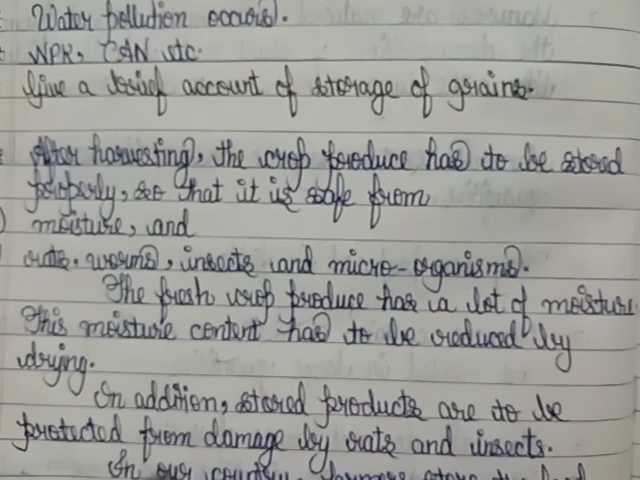 Water pollution occurs.
NPK, CAN etc.
Give a brief account of storage of grains.
After harvesting, the crop produce has to be stored
properly, so that it is safe from
moisture, and
rats, worms, insects and micro-organisms.
The fresh crop produce has a lot of moisture
This moisture content has to be reduced by
drying.
In addition, stored products are to be
protected from damage by rats and insects.
In our country, farmers store the